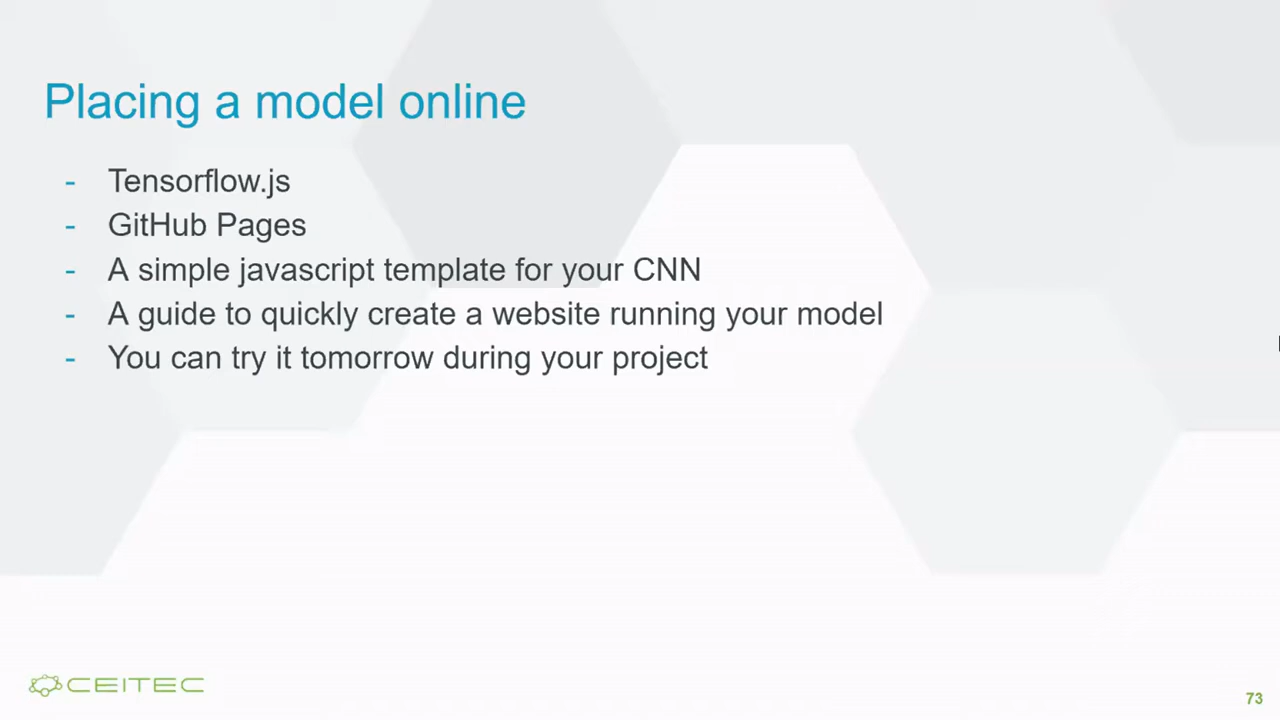 Placing a model online
- Tensorflow.js
- GitHub Pages
- A simple javascript template for your CNN
- A guide to quickly create a website running your model
- You can try it tomorrow during your project
CEITEC
73